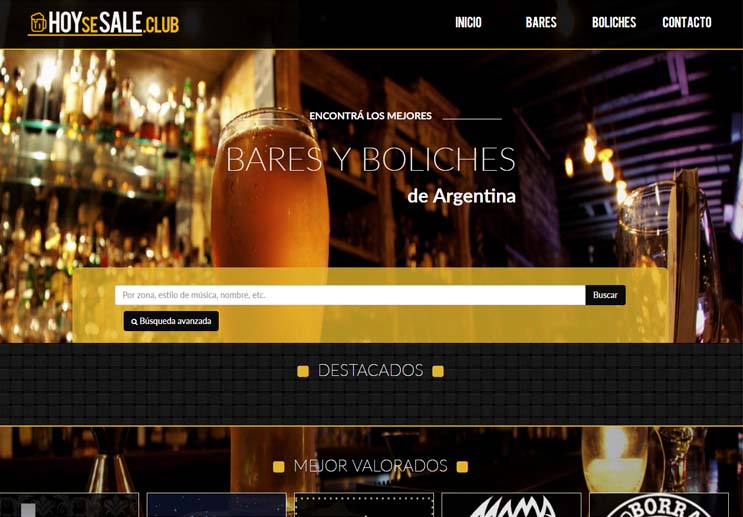 HOYSESALE.CLUB
INICIO BARES BOLICHES CONTACTO
ENCONTRÁ LOS MEJORES
BARES Y BOLICHES
de Argentina
Por zona, estilo de música, nombre, etc.
Buscar
Búsqueda avanzada
DESTACADOS
MEJOR VALORADOS